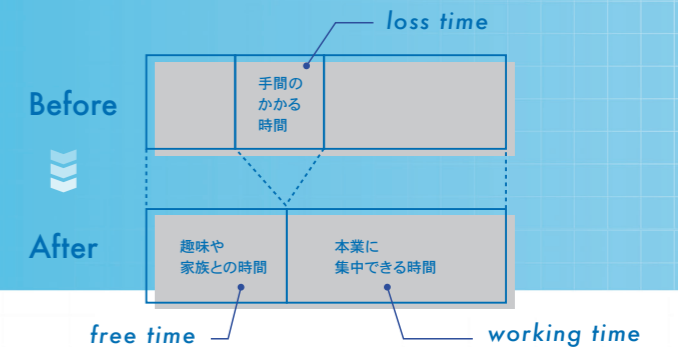 loss time
Before
手間の
かかる
時間
After
趣味や
家族との時間
本業に
集中できる時間
free time
working time